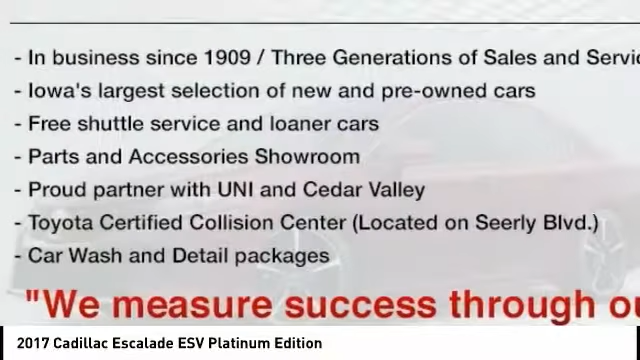 - In business since 1909 / Three Generations of Sales and Servic
- Iowa's largest selection of new and pre-owned cars
- Free shuttle service and loaner cars
- Parts and Accessories Showroom
- Proud partner with UNI and Cedar Valley
- Toyota Certified Collision Center (Located on Seerly Blvd.)
- Car Wash and Detail packages
"We measure success through ou
2017 Cadillac Escalade ESV Platinum Edition